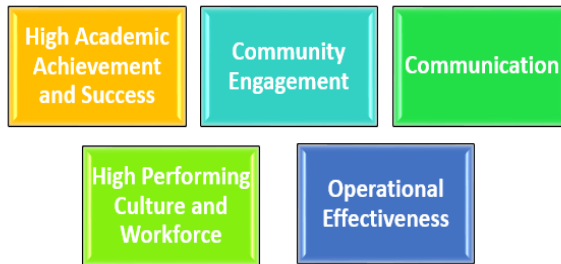 High Academic
Achievement
and Success
Community
Engagement
Communication
High Performing
Culture and
Workforce
Operational
Effectiveness